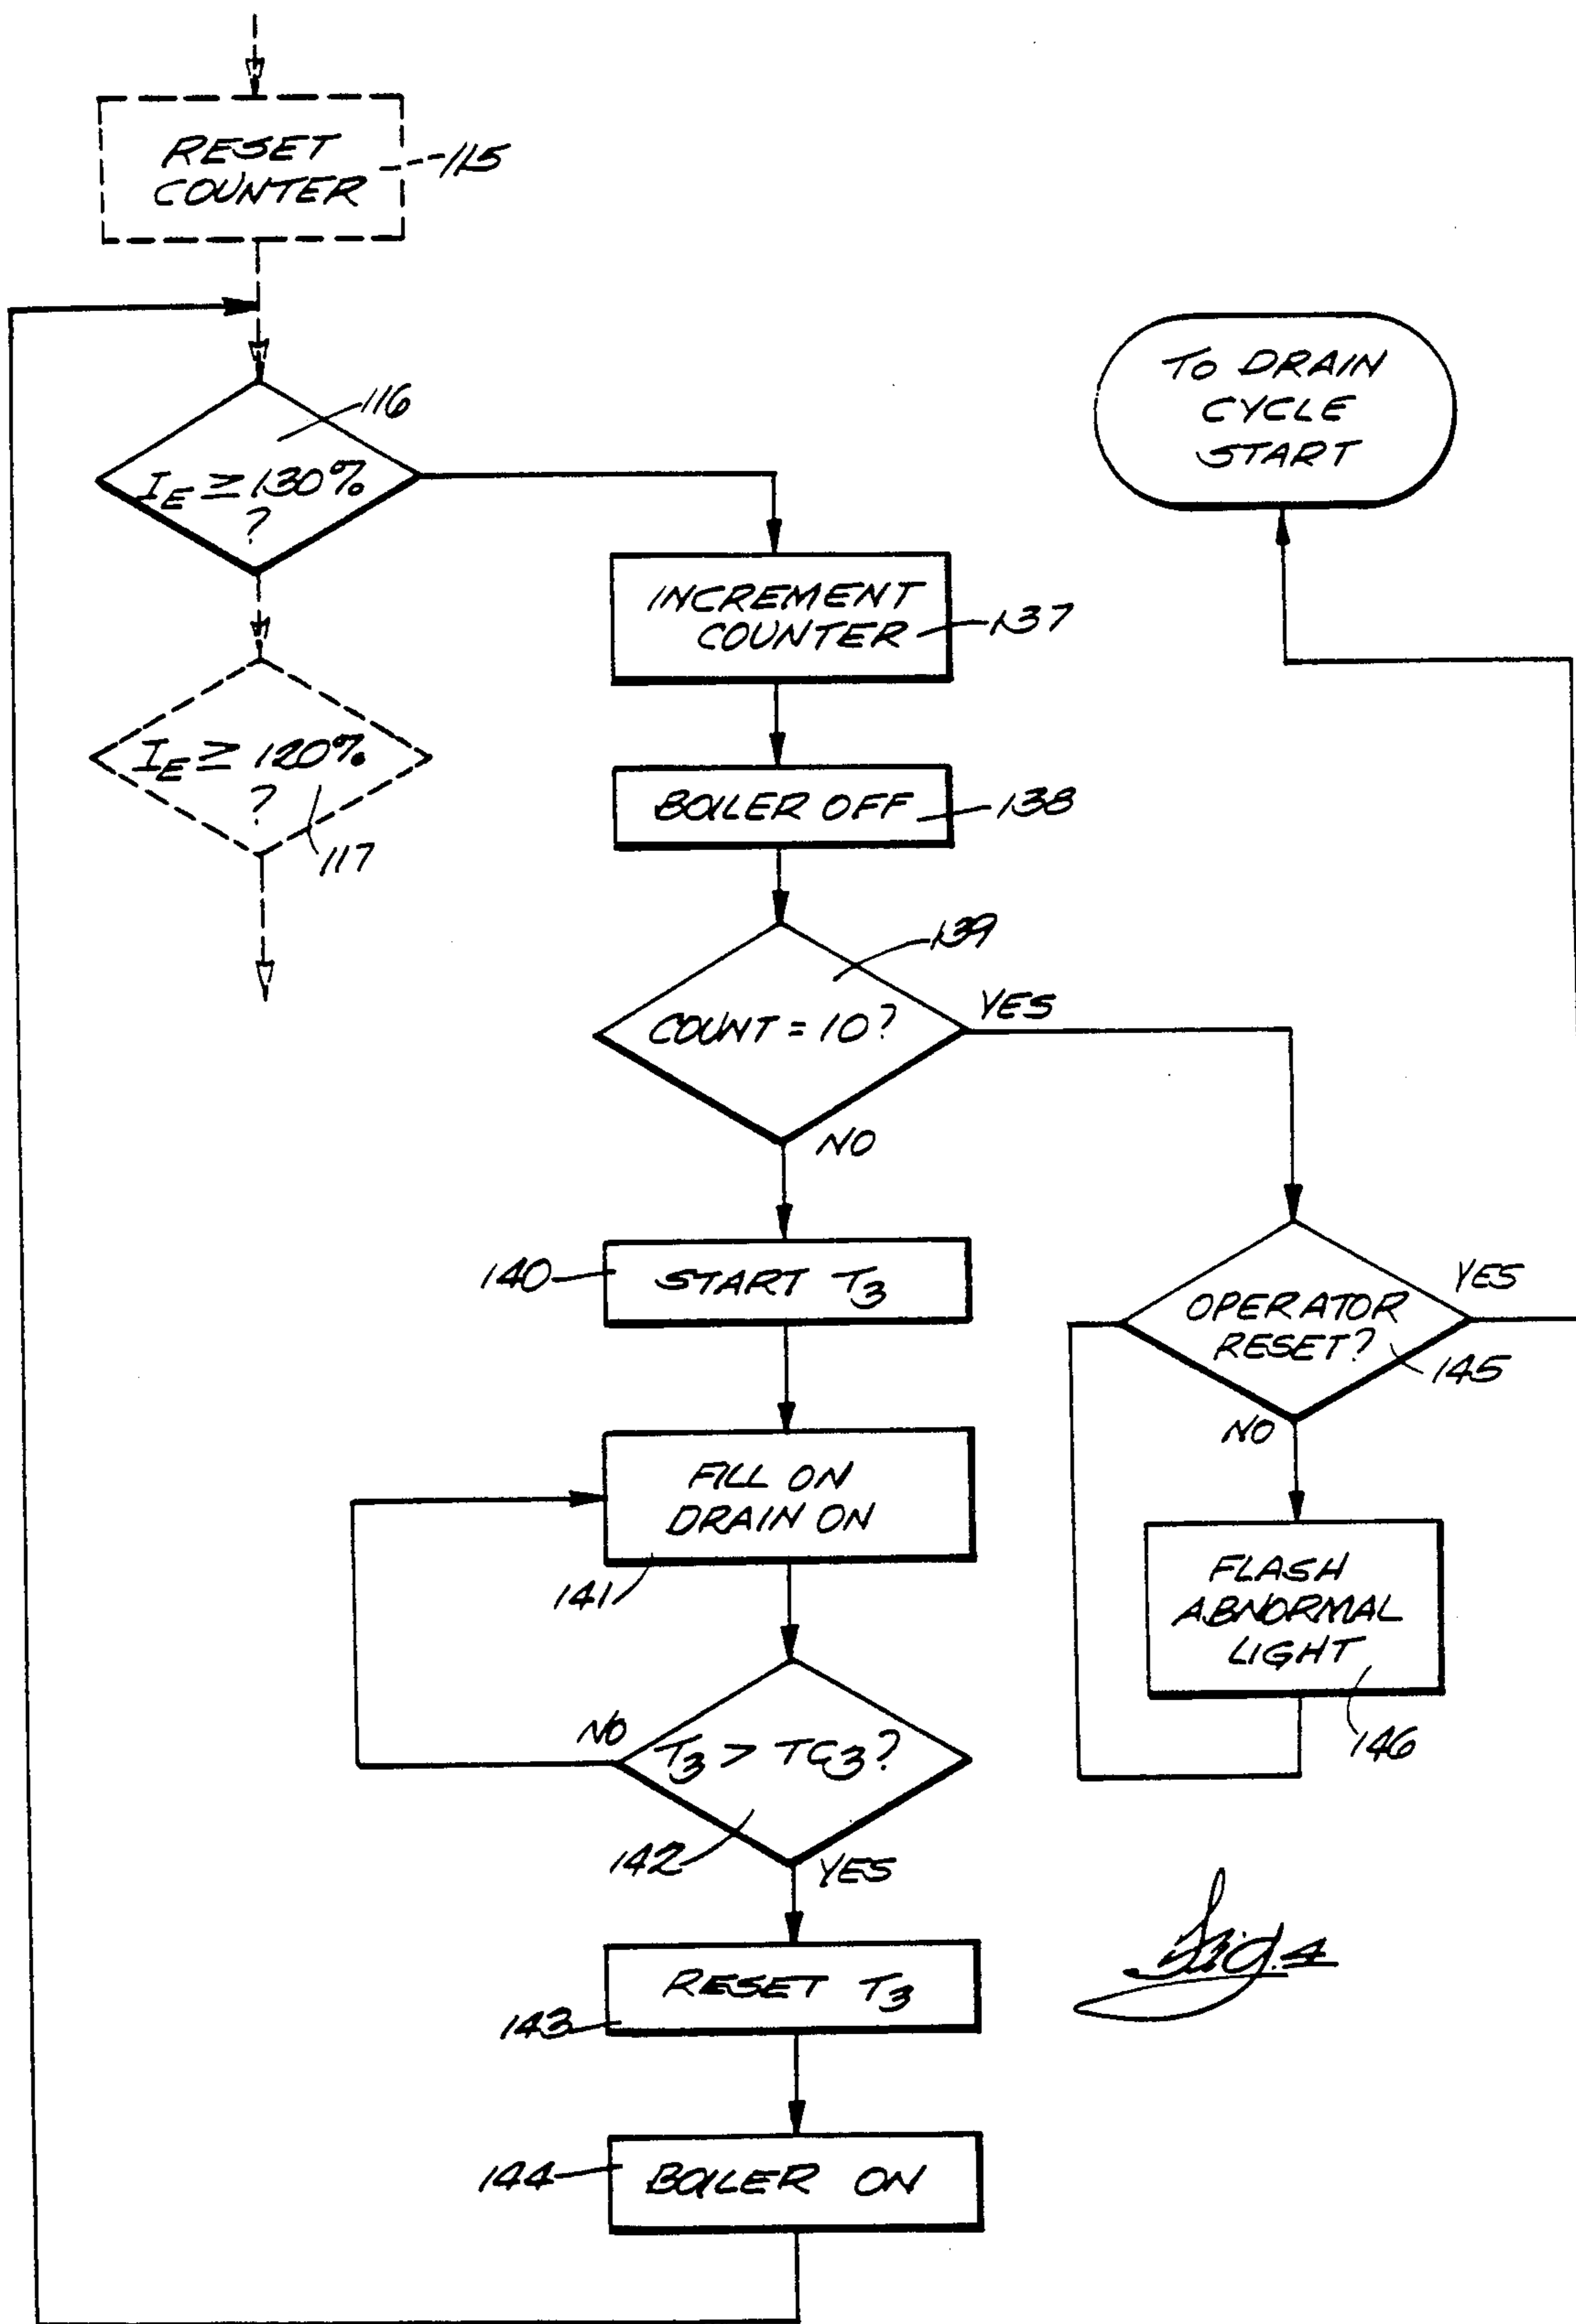 RESET
COUNTER
115
116
I_E ≥ 130%
?
I_E ≥ 120%
?
117
TO DRAIN
CYCLE
START
INCREMENT
COUNTER
137
BOILER OFF
138
139
COUNT = 10?
YES
NO
140
START T₃
FILL ON
DRAIN ON
141
NO
T₃ > TC₃?
142
YES
RESET T₃
143
144
BOILER ON
OPERATOR
RESET?
YES
145
NO
FLASH
ABNORMAL
LIGHT
146
Fig. 4